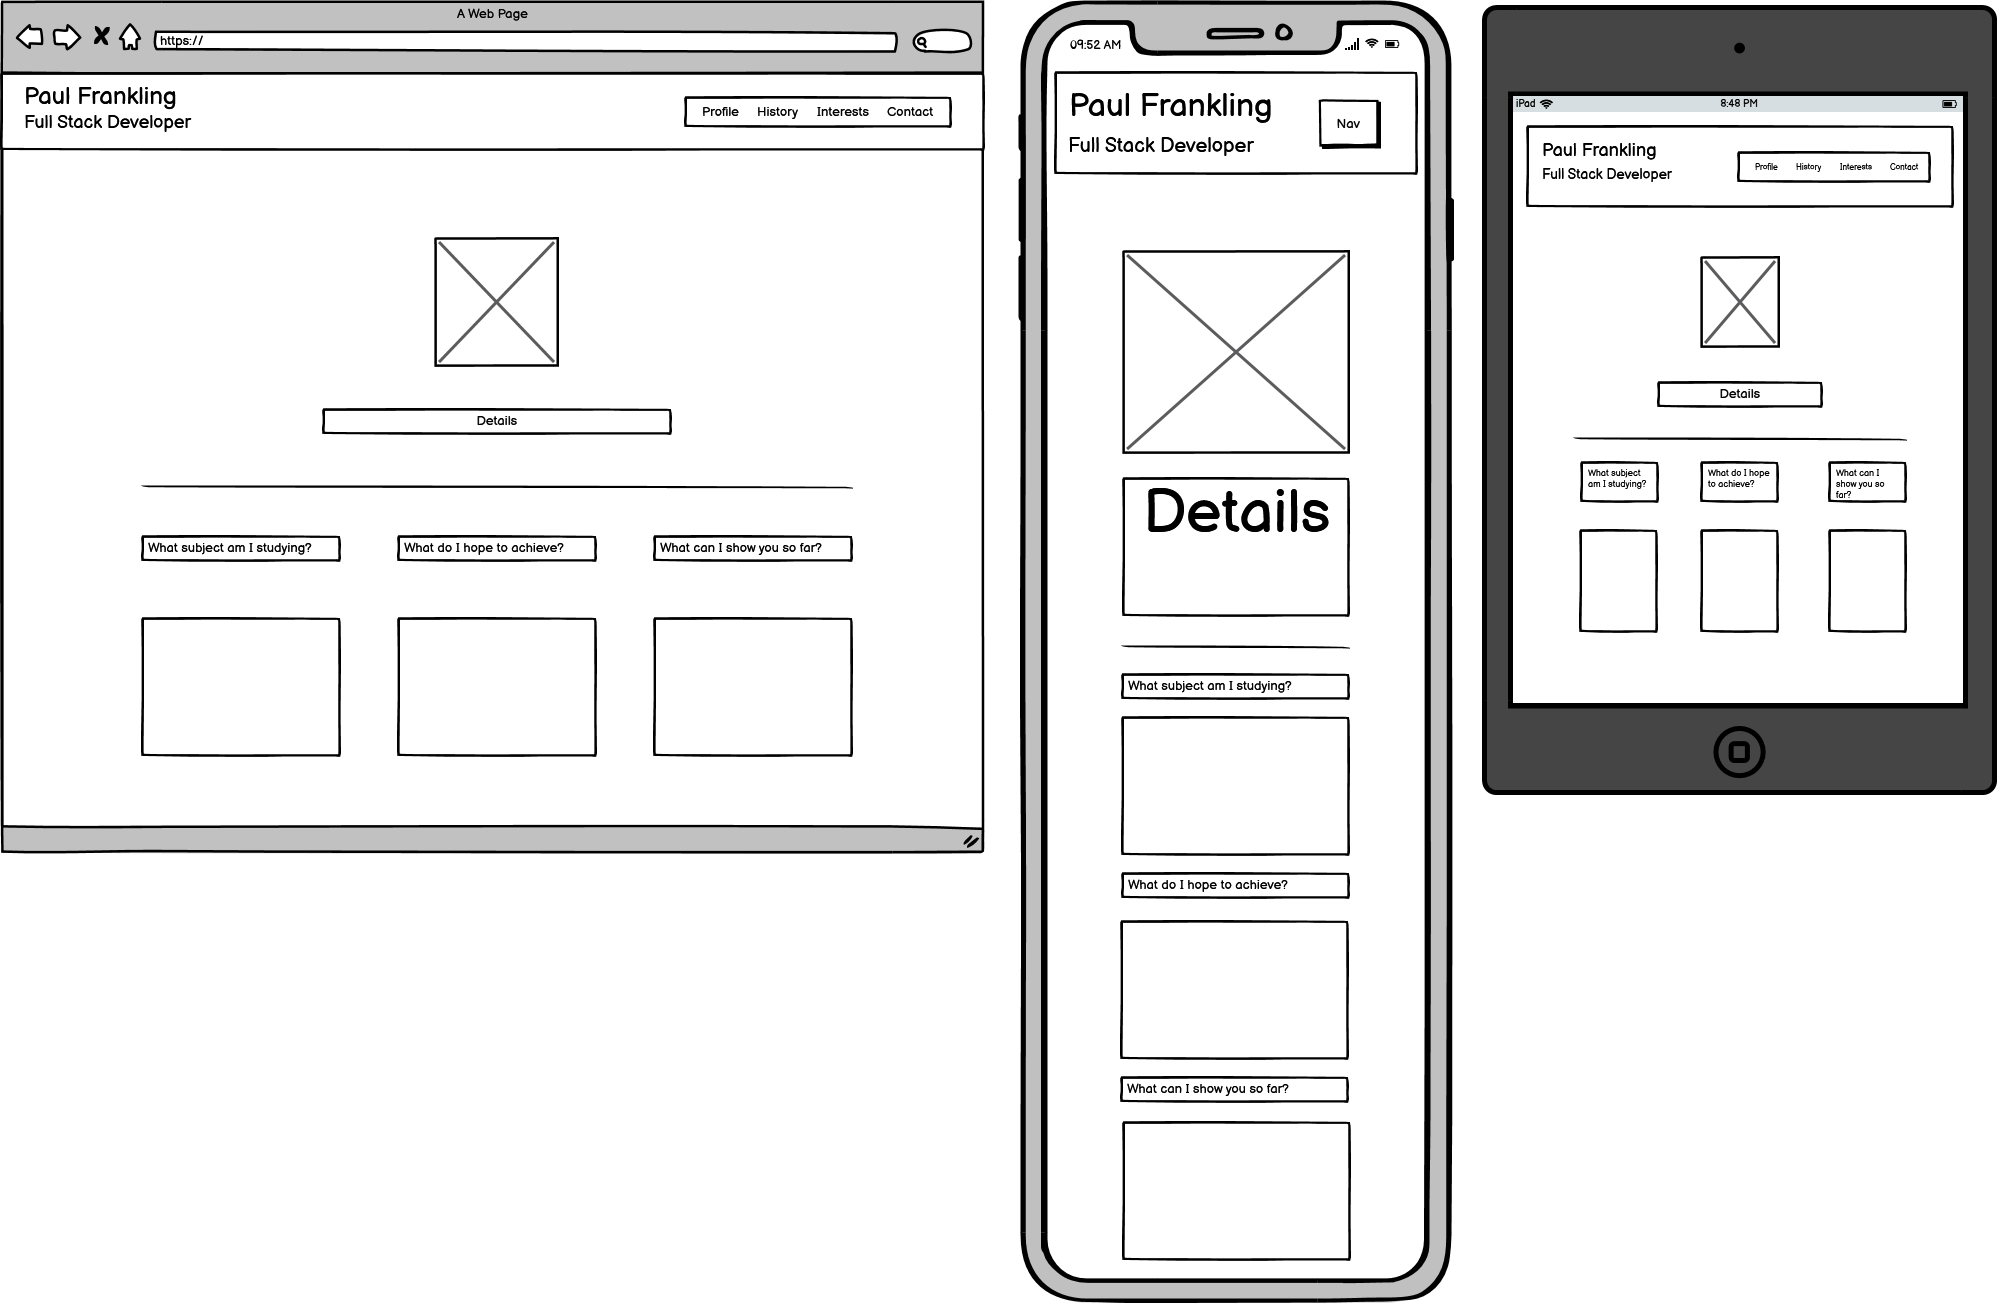 A Web Page
https://
Paul Frankling
Full Stack Developer
Profile History Interests Contact
Details
What subject am I studying?
What do I hope to achieve?
What can I show you so far?
09:52 AM
Paul Frankling
Full Stack Developer
Nav
Details
What subject am I studying?
What do I hope to achieve?
What can I show you so far?
iPad
8:48 PM
Paul Frankling
Full Stack Developer
Profile History Interests Contact
Details
What subject
am I studying?
What do I hope
to achieve?
What can I
show you so
far?